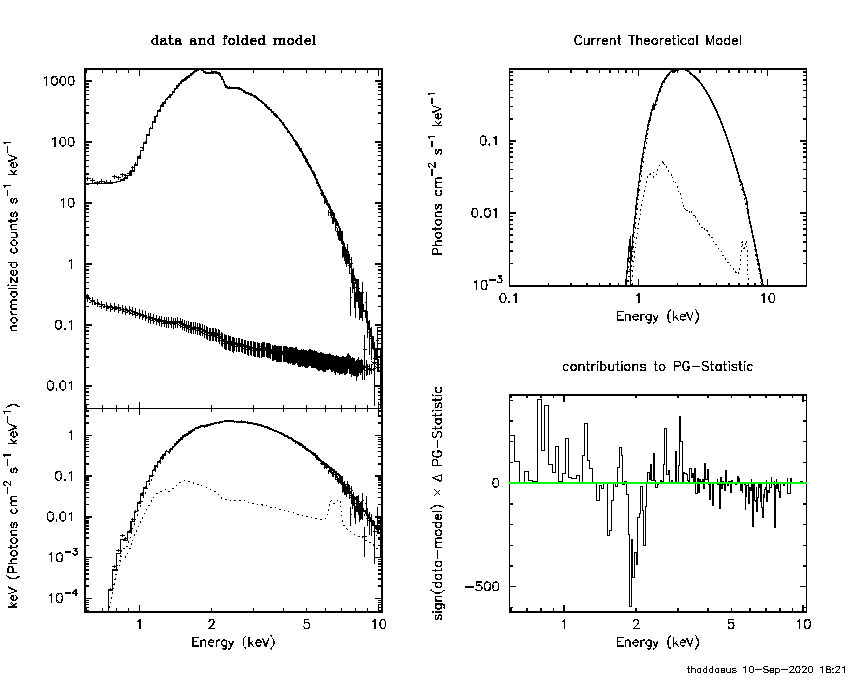 data and folded model
1000
100
10
1
0.1
0.01
normalized counts s⁻¹ keV⁻¹
1
0.1
0.01
10⁻³
10⁻⁴
keV (Photons cm⁻² s⁻¹ keV⁻¹)
1
2
5
10
Energy (keV)
Current Theoretical Model
0.1
0.01
10⁻³
Photons cm⁻² s⁻¹ keV⁻¹
0.1
1
10
Energy (keV)
contributions to PG−Statistic
0
−500
sign(data−model) × Δ PG−Statistic
1
2
5
10
Energy (keV)
thaddaeus 10−Sep−2020 18:21